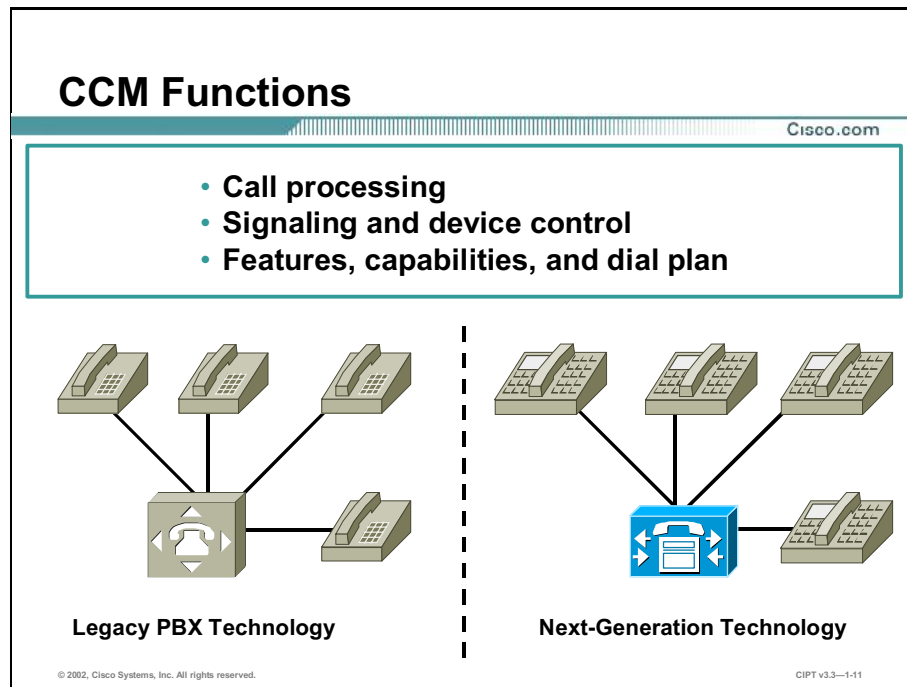 CCM Functions
Cisco.com
• Call processing
• Signaling and device control
• Features, capabilities, and dial plan
Legacy PBX Technology
Next-Generation Technology
© 2002, Cisco Systems, Inc. All rights reserved.
CIPT v3.3—1-11